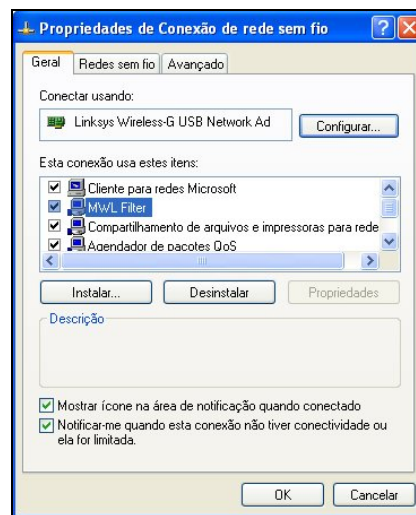 Propriedades de Conexão de rede sem fio
Geral
Redes sem fio
Avançado
Conectar usando:
Linksys Wireless-G USB Network Ad
Configurar...
Esta conexão usa estes itens:
Cliente para redes Microsoft
MWL Filter
Compartilhamento de arquivos e impressoras para rede
Agendador de pacotes QoS
Instalar...
Desinstalar
Propriedades
Descrição
Mostrar ícone na área de notificação quando conectado
Notificar-me quando esta conexão não tiver conectividade ou
ela for limitada.
OK
Cancelar